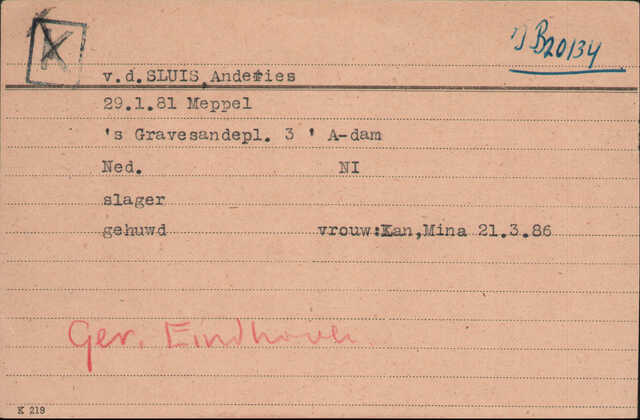 K
B20134
v.d.SLUIS,Anderies
29.1.81 Meppel
's Gravesandepl. 3 ' A-dam
Ned. NI
slager
gehuwd vrouw:Kan,Mina 21.3.86
Ger. Eindhoven
K 219